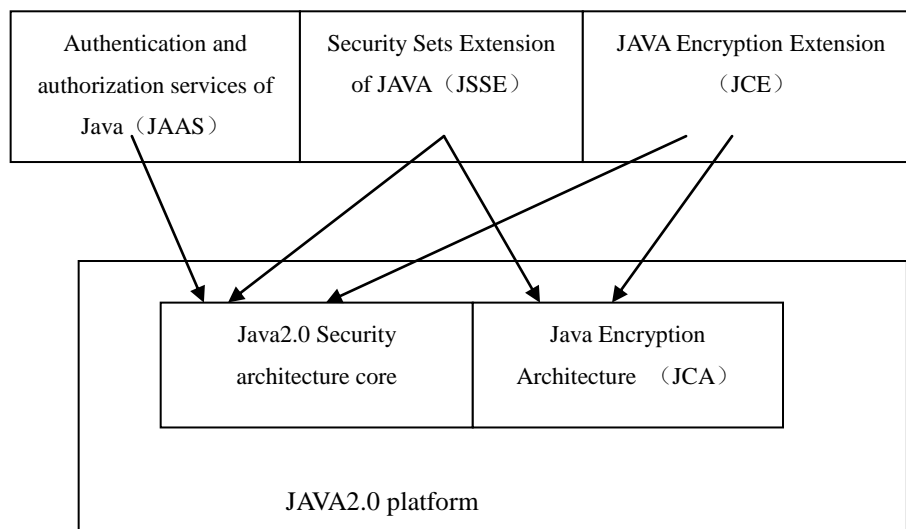 Authentication and
authorization services of
Java（JAAS）
Security Sets Extension
of JAVA（JSSE）
JAVA Encryption Extension
（JCE）
Java2.0 Security
architecture core
Java Encryption
Architecture （JCA）
JAVA2.0 platform